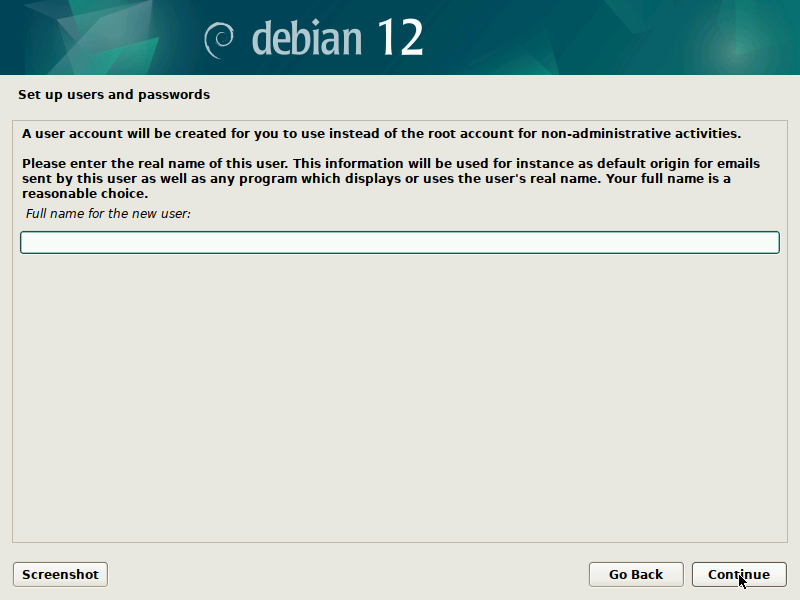 debian 12
Set up users and passwords
A user account will be created for you to use instead of the root account for non-administrative activities.
Please enter the real name of this user. This information will be used for instance as default origin for emails
sent by this user as well as any program which displays or uses the user's real name. Your full name is a
reasonable choice.
Full name for the new user:
Screenshot
Go Back
Continue